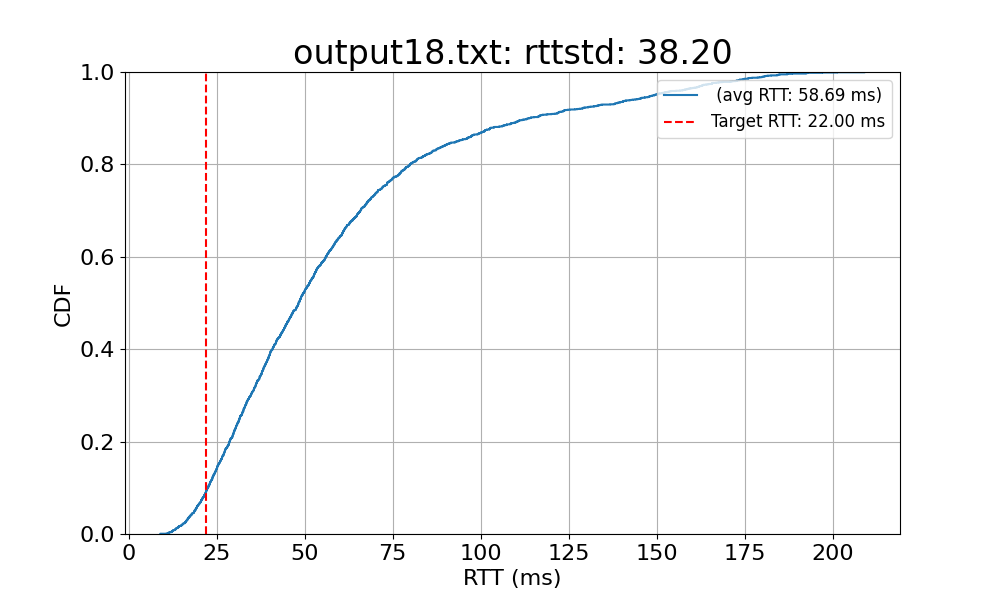 output18.txt: rttstd: 38.20
(avg RTT: 58.69 ms)
Target RTT: 22.00 ms
1.0
0.8
0.6
0.4
0.2
0.0
CDF
0 25 50 75 100 125 150 175 200
RTT (ms)